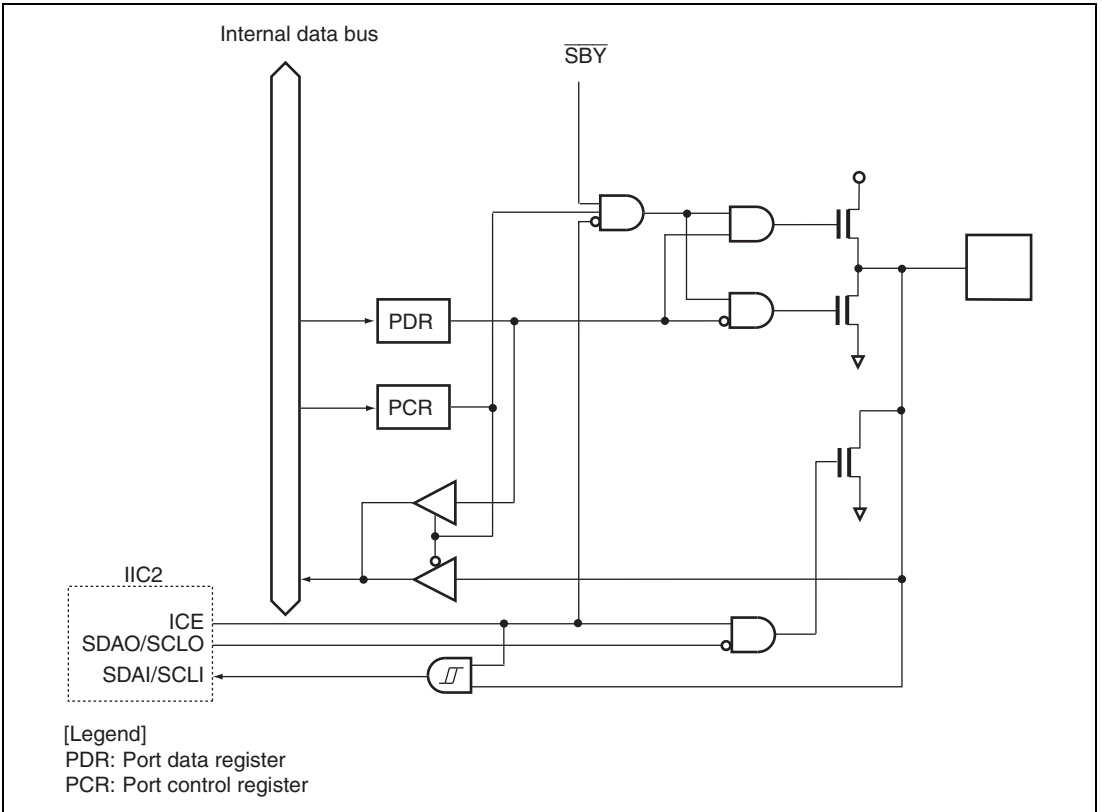 Internal data bus
SBY
PDR
PCR
IIC2
ICE
SDAO/SCLO
SDAI/SCLI
[Legend]
PDR: Port data register
PCR: Port control register